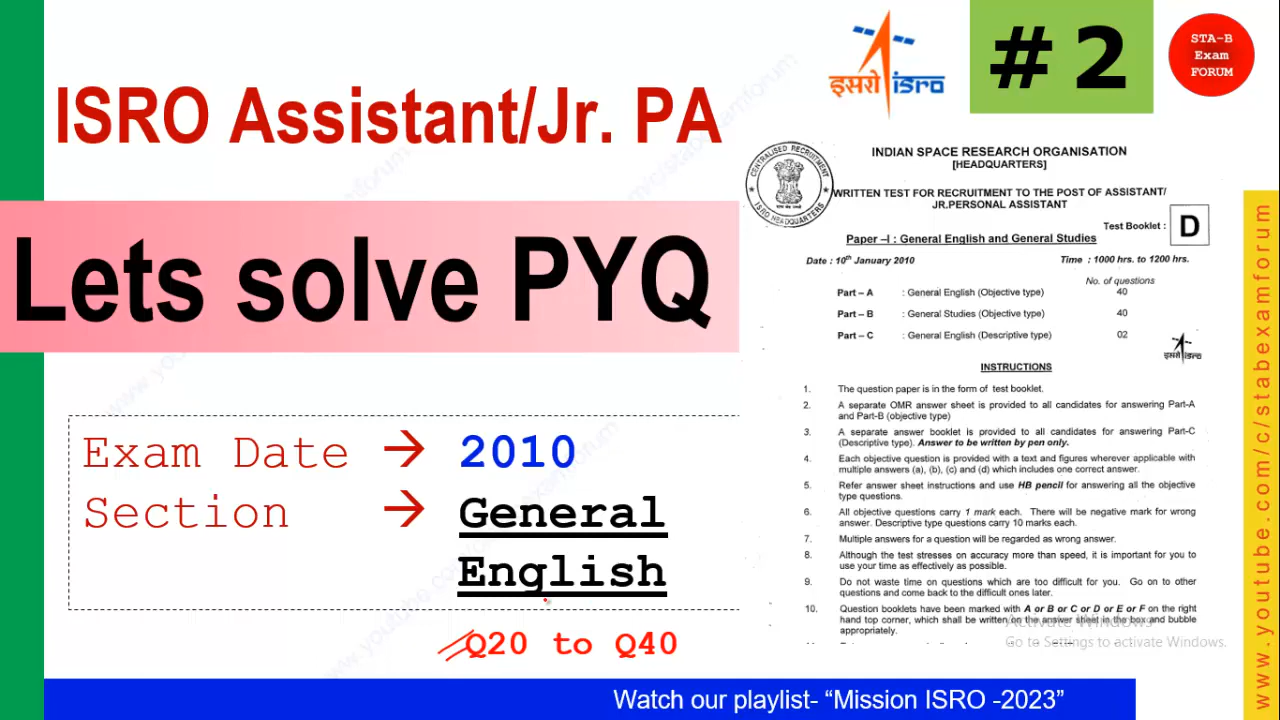 ISRO Assistant/Jr. PA
Lets solve PYQ
Exam Date → 2010
Section → General
English
Q20 to Q40
Watch our playlist- “Mission ISRO -2023”
इसरो isro
# 2
STA-B
Exam
FORUM
CENTRALISED RECRUITMENT
ISRO HEADQUARTERS
INDIAN SPACE RESEARCH ORGANISATION
[HEADQUARTERS]
WRITTEN TEST FOR RECRUITMENT TO THE POST OF ASSISTANT/
JR.PERSONAL ASSISTANT
Test Booklet : D
Paper –I : General English and General Studies
Date : 10th January 2010 Time : 1000 hrs. to 1200 hrs.
No. of questions
Part – A : General English (Objective type) 40
Part – B : General Studies (Objective type) 40
Part – C : General English (Descriptive type) 02
इसरो isro
INSTRUCTIONS
1. The question paper is in the form of test booklet.
2. A separate OMR answer sheet is provided to all candidates for answering Part-A
and Part-B (objective type)
3. A separate answer booklet is provided to all candidates for answering Part-C
(Descriptive type). Answer to be written by pen only.
4. Each objective question is provided with a text and figures wherever applicable with
multiple answers (a), (b), (c) and (d) which includes one correct answer.
5. Refer answer sheet instructions and use HB pencil for answering all the objective
type questions.
6. All objective questions carry 1 mark each. There will be negative mark for wrong
answer. Descriptive type questions carry 10 marks each.
7. Multiple answers for a question will be regarded as wrong answer.
8. Although the test stresses on accuracy more than speed, it is important for you to
use your time as effectively as possible.
9. Do not waste time on questions which are too difficult for you. Go on to other
questions and come back to the difficult ones later.
10. Question booklets have been marked with A or B or C or D or E or F on the right
hand top corner, which shall be written on the answer sheet in the box and bubble
appropriately.
Activate Windows
Go to Settings to activate Windows.
www.youtube.com/c/stabexamforum